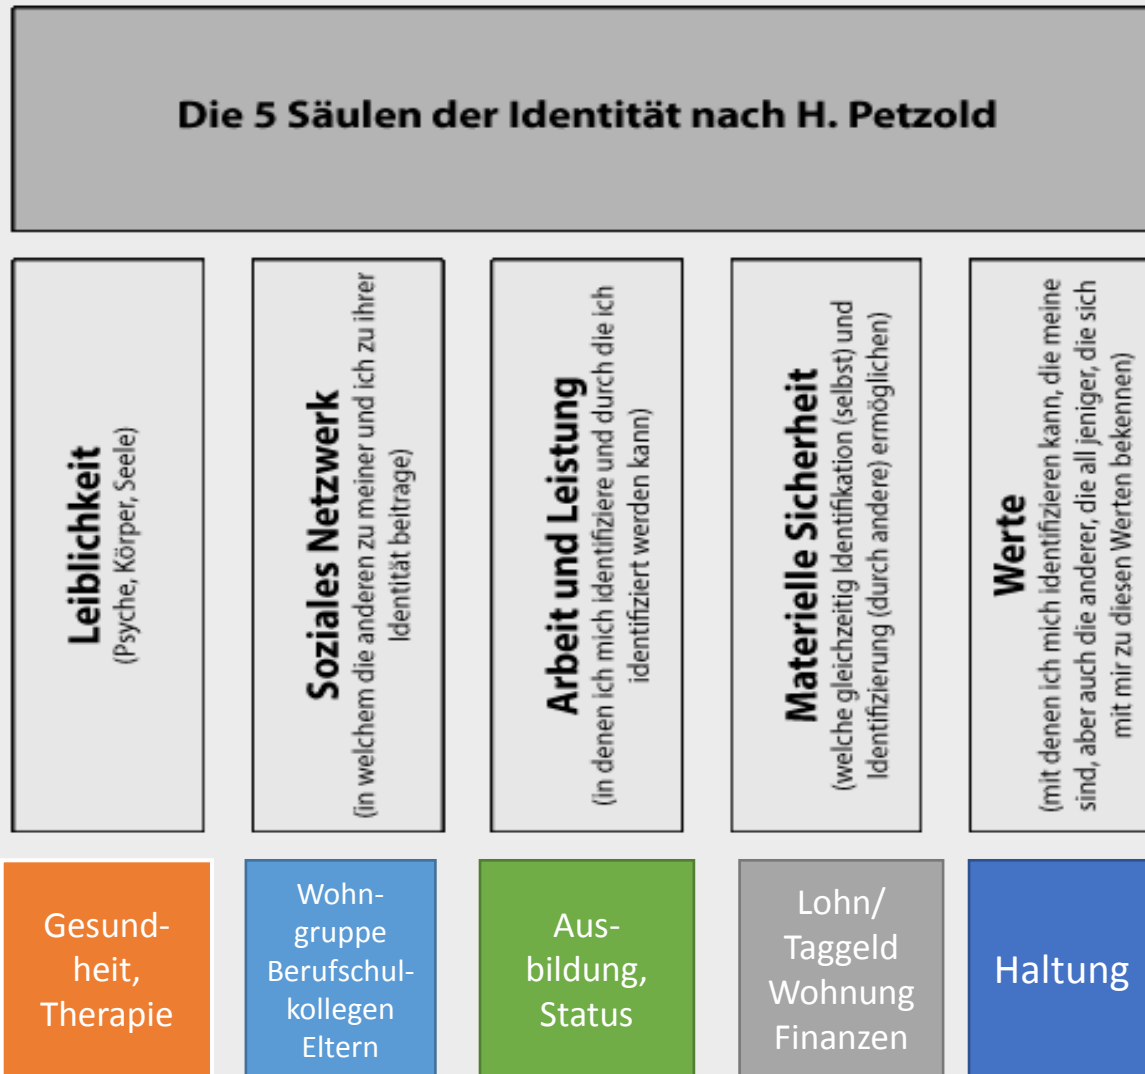 Die 5 Säulen der Identität nach H. Petzold
Leiblichkeit
(Psyche, Körper, Seele)
Soziales Netzwerk
(in welchem die anderen zu meiner und ich zu ihrer
Identität beitrage)
Arbeit und Leistung
(in denen ich mich identifiziere und durch die ich
identifiziert werden kann)
Materielle Sicherheit
(welche gleichzeitig Identifikation (selbst) und
Identifizierung (durch andere) ermöglichen)
Werte
(mit denen ich mich identifizieren kann, die meine
sind, aber auch die anderer, die all jeniger, die sich
mit mir zu diesen Werten bekennen)
Gesund-
heit,
Therapie
Wohn-
gruppe
Berufschul-
kollegen
Eltern
Aus-
bildung,
Status
Lohn/
Taggeld
Wohnung
Finanzen
Haltung